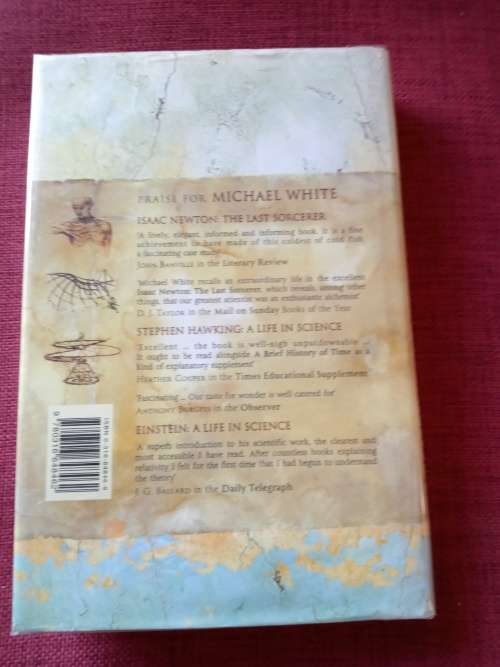 PRAISE FOR MICHAEL WHITE
ISAAC NEWTON: THE LAST SORCERER
'A lively, elegant, informed and informing book. It is a fine
achievement to have made of this coldest of cold fish
a fascinating case study'
JOHN BANVILLE in the Literary Review
'Michael White recalls an extraordinary life in the excellent
Isaac Newton: The Last Sorcerer, which reveals, among other
things, that our greatest scientist was an enthusiastic alchemist'
D. J. TAYLOR in the Mail on Sunday Books of the Year
STEPHEN HAWKING: A LIFE IN SCIENCE
'Excellent ... the book is well-nigh unputdownable ...
It ought to be read alongside A Brief History of Time as a
kind of explanatory supplement'
HEATHER COOPER in the Times Educational Supplement
'Fascinating ... Our taste for wonder is well catered for'
ANTHONY BURGESS in the Observer
EINSTEIN: A LIFE IN SCIENCE
'A superb introduction to his scientific work, the clearest and
most accessible I have read. After countless books explaining
relativity I felt for the first time that I had begun to understand
the theory'
J. G. BALLARD in the Daily Telegraph
ISBN